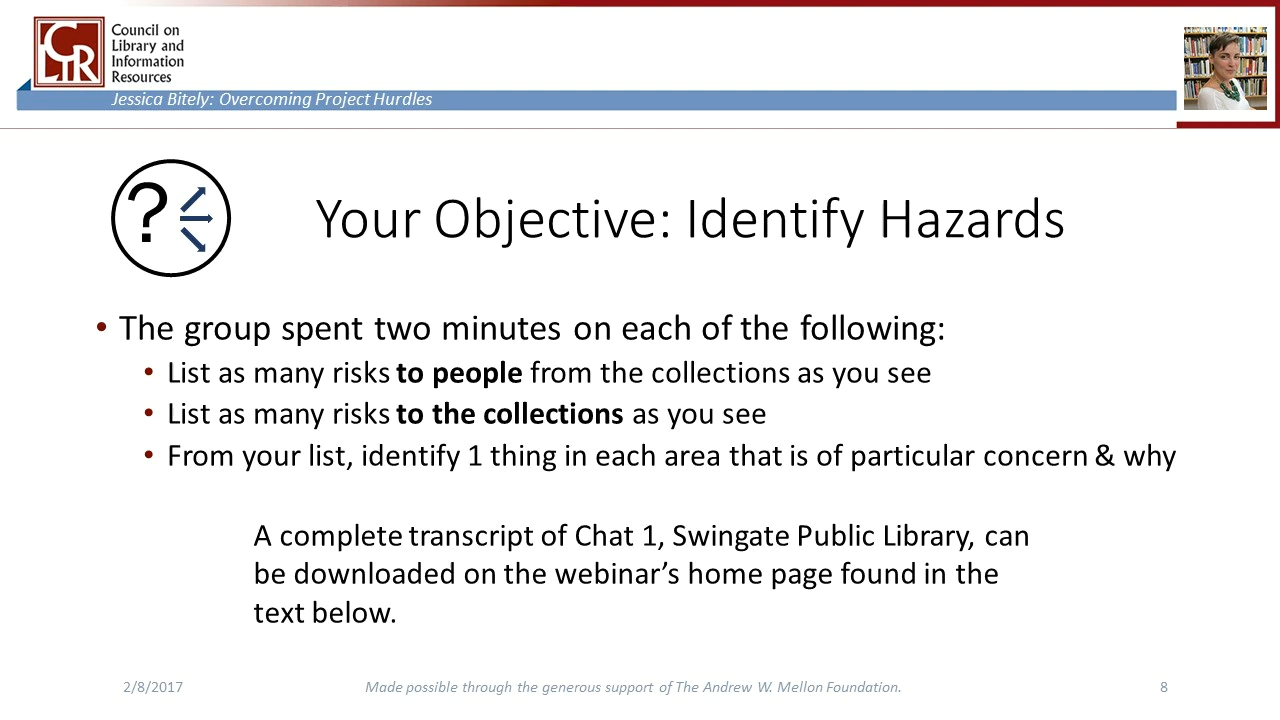 CLIR
Council on
Library and
Information
Resources
Jessica Bitely: Overcoming Project Hurdles
?
Your Objective: Identify Hazards
• The group spent two minutes on each of the following:
• List as many risks to people from the collections as you see
• List as many risks to the collections as you see
• From your list, identify 1 thing in each area that is of particular concern & why
A complete transcript of Chat 1, Swingate Public Library, can
be downloaded on the webinar’s home page found in the
text below.
2/8/2017
Made possible through the generous support of The Andrew W. Mellon Foundation.
8